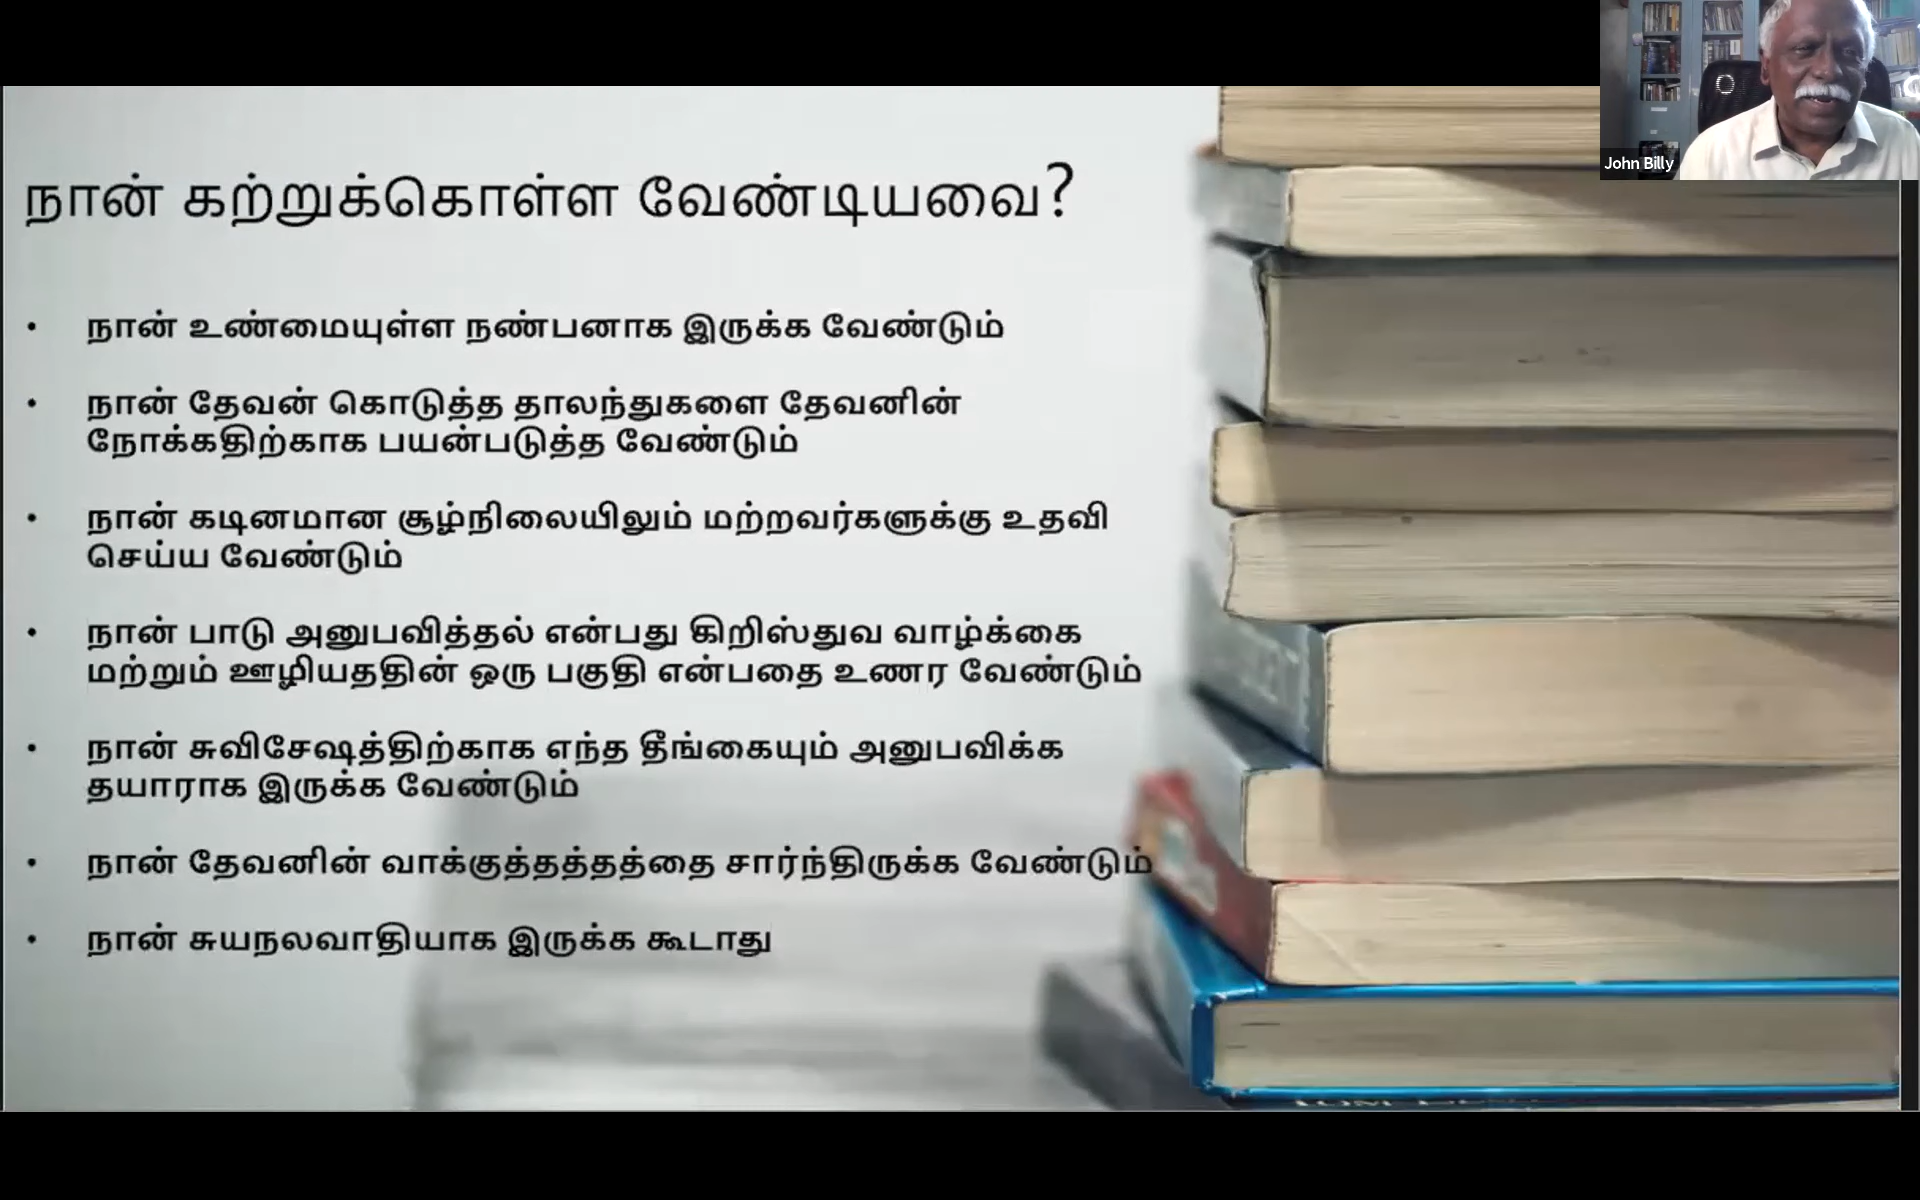 John Billy
நான் கற்றுக்கொள்ள வேண்டியவை?
• நான் உண்மையுள்ள நண்பனாக இருக்க வேண்டும்
• நான் தேவன் கொடுத்த தாலந்துகளை தேவனின்
நோக்கதிற்காக பயன்படுத்த வேண்டும்
• நான் கடினமான சூழ்நிலையிலும் மற்றவர்களுக்கு உதவி
செய்ய வேண்டும்
• நான் பாடு அனுபவித்தல் என்பது கிறிஸ்துவ வாழ்க்கை
மற்றும் ஊழியததின் ஒரு பகுதி என்பதை உணர வேண்டும்
• நான் சுவிசேஷத்திற்காக எந்த தீங்கையும் அனுபவிக்க
தயாராக இருக்க வேண்டும்
• நான் தேவனின் வாக்குத்தத்தத்தை சார்ந்திருக்க வேண்டும்
• நான் சுயநலவாதியாக இருக்க கூடாது